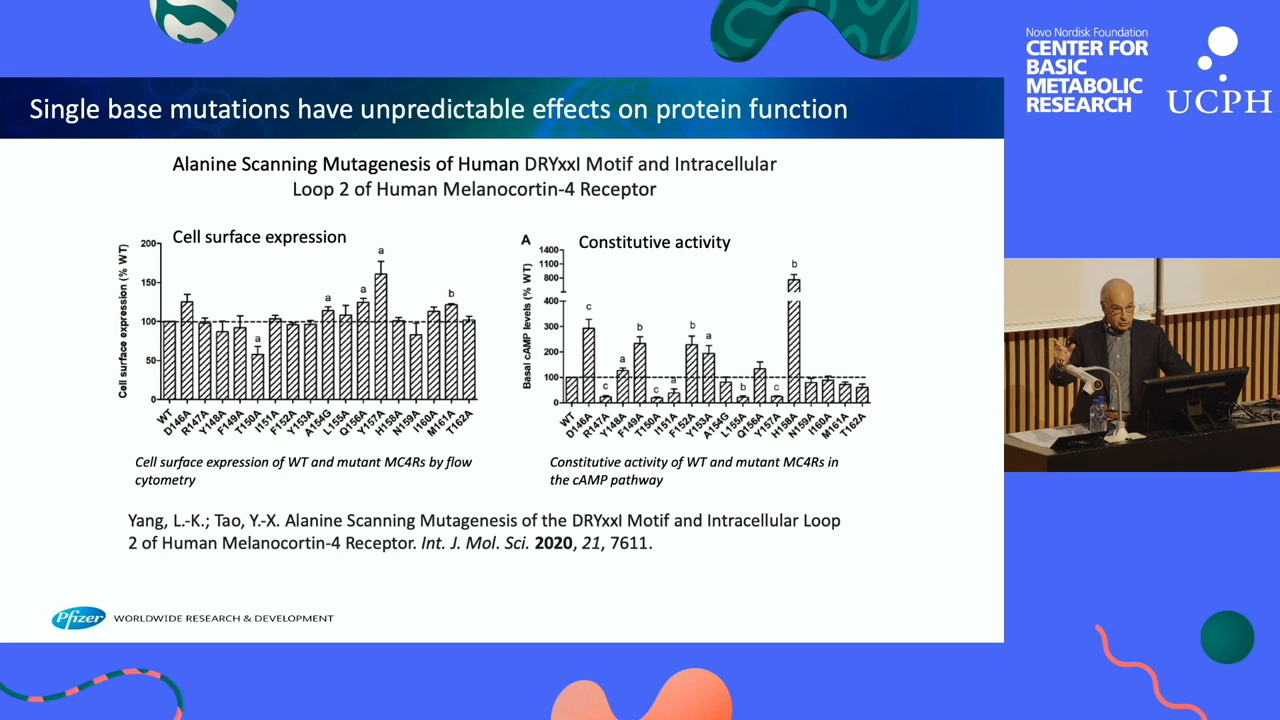 Novo Nordisk Foundation
CENTER FOR
BASIC
METABOLIC
RESEARCH
UCPH
Single base mutations have unpredictable effects on protein function
Alanine Scanning Mutagenesis of Human DRYxxI Motif and Intracellular
Loop 2 of Human Melanocortin-4 Receptor
Cell surface expression
Cell surface expression (% WT)
200
150
100
50
0
a
a
a
a
b
WT
D146A
R147A
Y148A
F149A
T150A
I151A
F152A
Y153A
A154G
L155A
Q156A
Y157A
H158A
N159A
I160A
M161A
T162A
Cell surface expression of WT and mutant MC4Rs by flow
cytometry
A
Constitutive activity
Basal cAMP levels (% WT)
1400
1100
800
400
300
200
100
0
c
c
a
b
c
a
b
a
b
c
b
WT
D146A
R147A
Y148A
F149A
T150A
I151A
F152A
Y153A
A154G
L155A
Q156A
Y157A
H158A
N159A
I160A
M161A
T162A
Constitutive activity of WT and mutant MC4Rs in
the cAMP pathway
Yang, L.-K.; Tao, Y.-X. Alanine Scanning Mutagenesis of the DRYxxI Motif and Intracellular Loop
2 of Human Melanocortin-4 Receptor. Int. J. Mol. Sci. 2020, 21, 7611.
Pfizer
WORLDWIDE RESEARCH & DEVELOPMENT